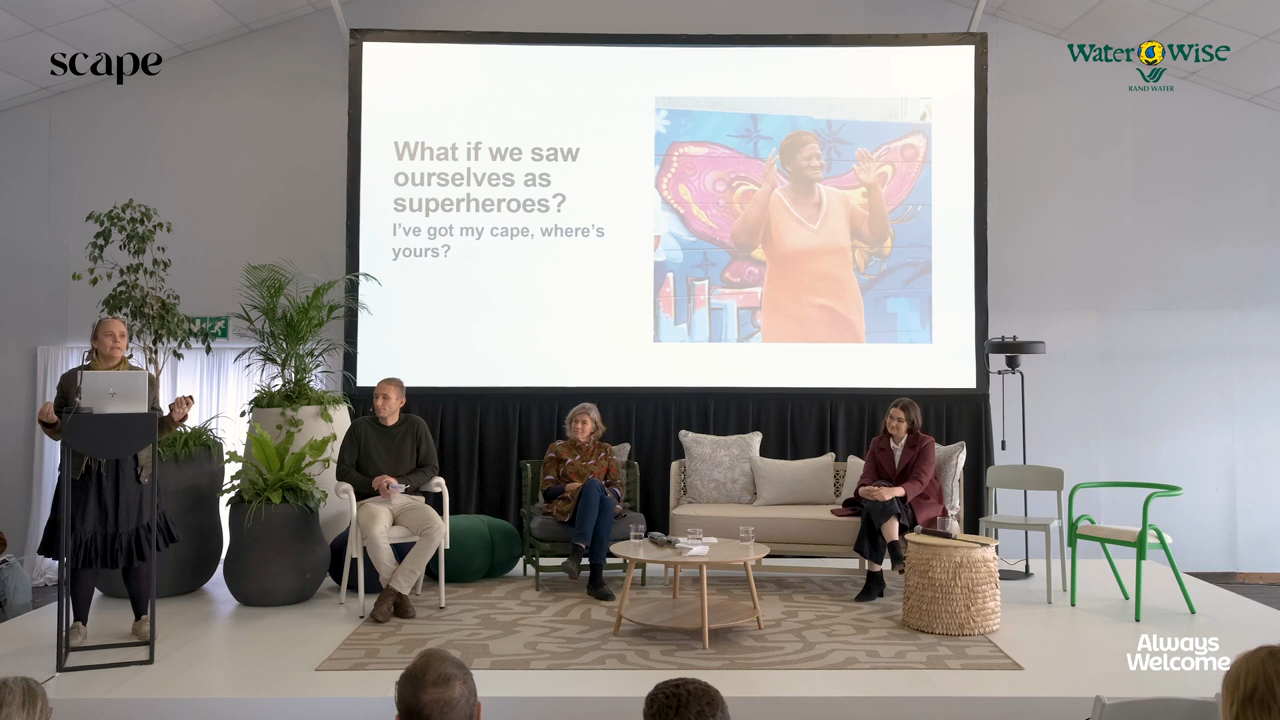 scape
Water Wise
RAND WATER
What if we saw
ourselves as
superheroes?
I've got my cape, where's
yours?
Always
Welcome